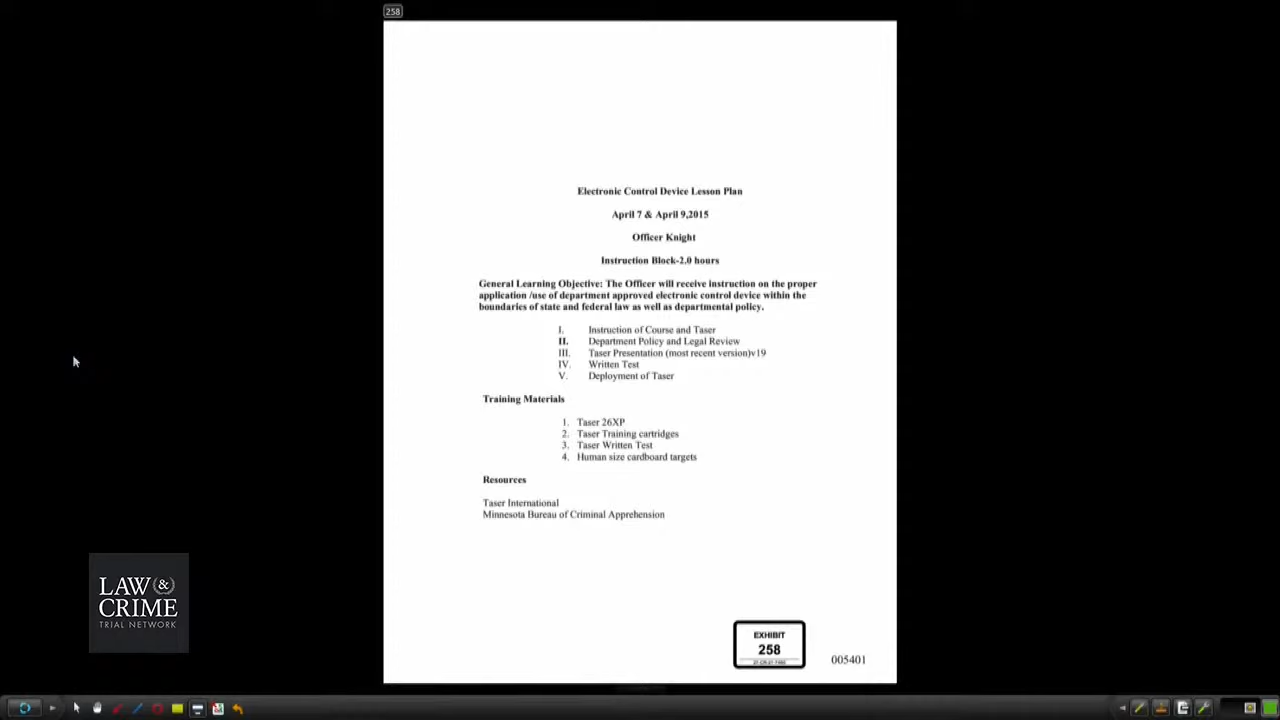 258
Electronic Control Device Lesson Plan
April 7 & April 9,2015
Officer Knight
Instruction Block-2.0 hours
General Learning Objective: The Officer will receive instruction on the proper
application /use of department approved electronic control device within the
boundaries of state and federal law as well as departmental policy.
I. Instruction of Course and Taser
II. Department Policy and Legal Review
III. Taser Presentation (most recent version)v19
IV. Written Test
V. Deployment of Taser
Training Materials
1. Taser 26XP
2. Taser Training cartridges
3. Taser Written Test
4. Human size cardboard targets
Resources
Taser International
Minnesota Bureau of Criminal Apprehension
LAW &
CRIME
TRIAL NETWORK
EXHIBIT
258
005401